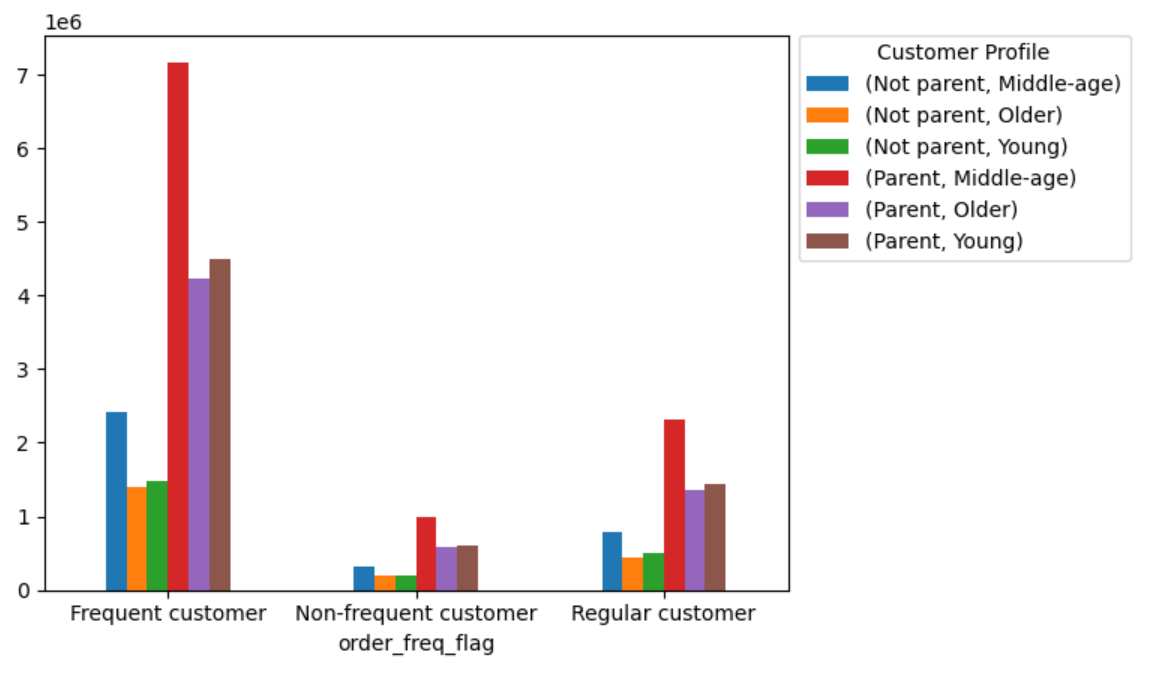 1e6
7
6
5
4
3
2
1
0
Frequent customer
Non-frequent customer
Regular customer
order_freq_flag
Customer Profile
(Not parent, Middle-age)
(Not parent, Older)
(Not parent, Young)
(Parent, Middle-age)
(Parent, Older)
(Parent, Young)